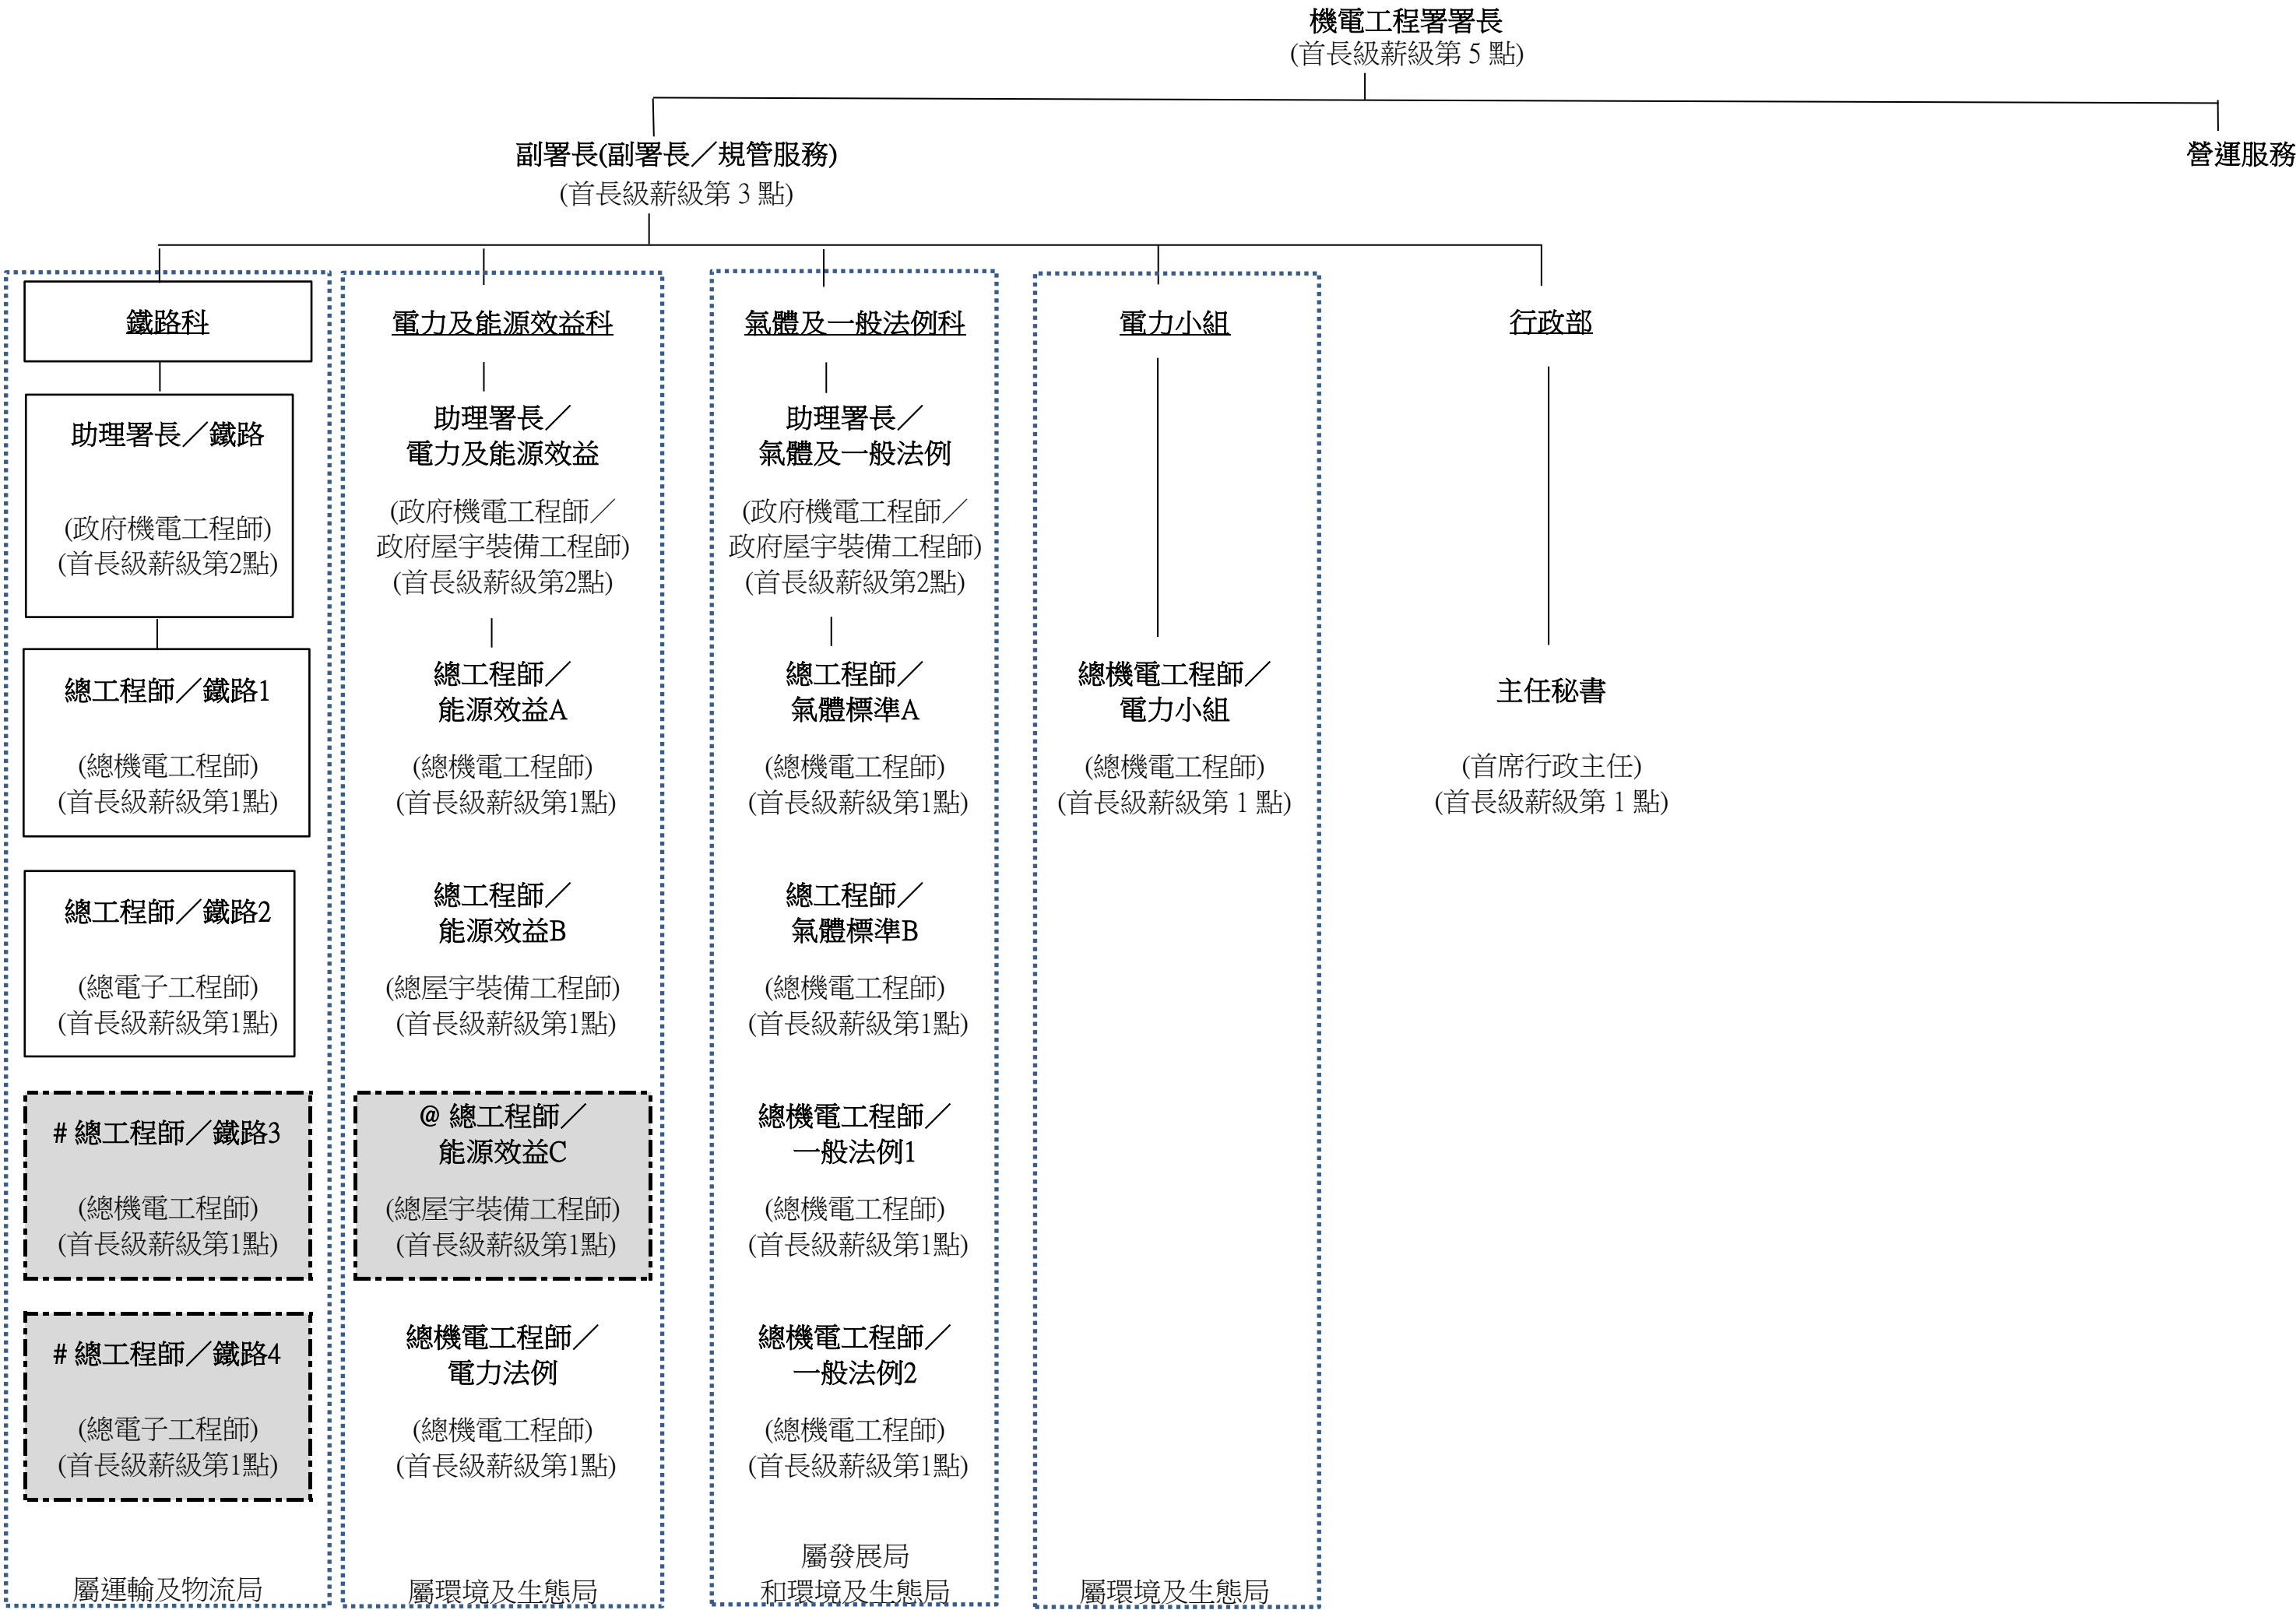 機電工程署署長
(首長級薪級第 5 點)
副署長(副署長／規管服務)
(首長級薪級第 3 點)
營運服務
鐵路科
助理署長／鐵路
(政府機電工程師)
(首長級薪級第2點)
總工程師／鐵路1
(總機電工程師)
(首長級薪級第1點)
總工程師／鐵路2
(總電子工程師)
(首長級薪級第1點)
# 總工程師／鐵路3
(總機電工程師)
(首長級薪級第1點)
# 總工程師／鐵路4
(總電子工程師)
(首長級薪級第1點)
屬運輸及物流局
電力及能源效益科
助理署長／
電力及能源效益
(政府機電工程師／
政府屋宇裝備工程師)
(首長級薪級第2點)
總工程師／
能源效益A
(總機電工程師)
(首長級薪級第1點)
總工程師／
能源效益B
(總屋宇裝備工程師)
(首長級薪級第1點)
@ 總工程師／
能源效益C
(總屋宇裝備工程師)
(首長級薪級第1點)
總機電工程師／
電力法例
(總機電工程師)
(首長級薪級第1點)
屬環境及生態局
氣體及一般法例科
助理署長／
氣體及一般法例
(政府機電工程師／
政府屋宇裝備工程師)
(首長級薪級第2點)
總工程師／
氣體標準A
(總機電工程師)
(首長級薪級第1點)
總工程師／
氣體標準B
(總機電工程師)
(首長級薪級第1點)
總機電工程師／
一般法例1
(總機電工程師)
(首長級薪級第1點)
總機電工程師／
一般法例2
(總機電工程師)
(首長級薪級第1點)
屬發展局
和環境及生態局
電力小組
總機電工程師／
電力小組
(總機電工程師)
(首長級薪級第 1 點)
屬環境及生態局
行政部
主任秘書
(首席行政主任)
(首長級薪級第 1 點)